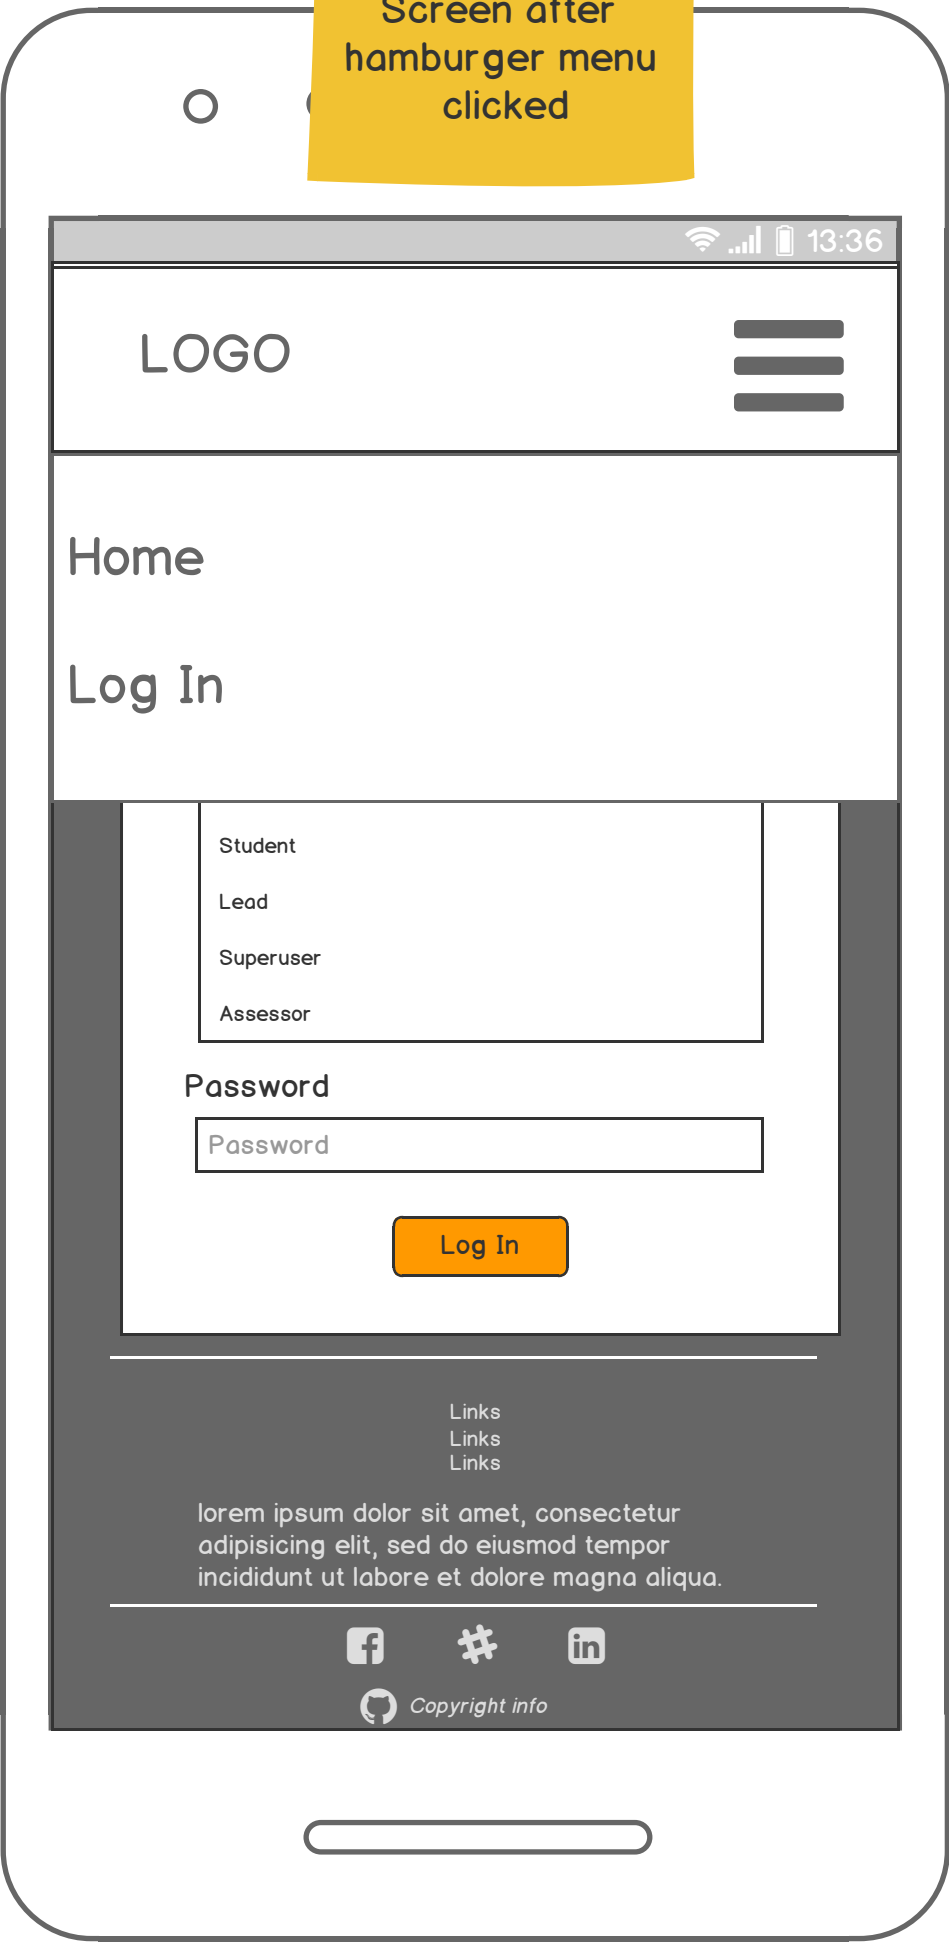 Screen after
hamburger menu
clicked
13:36
LOGO
Home
Log In
Student
Lead
Superuser
Assessor
Password
Password
Log In
Links
Links
Links
lorem ipsum dolor sit amet, consectetur
adipisicing elit, sed do eiusmod tempor
incididunt ut labore et dolore magna aliqua.
Copyright info